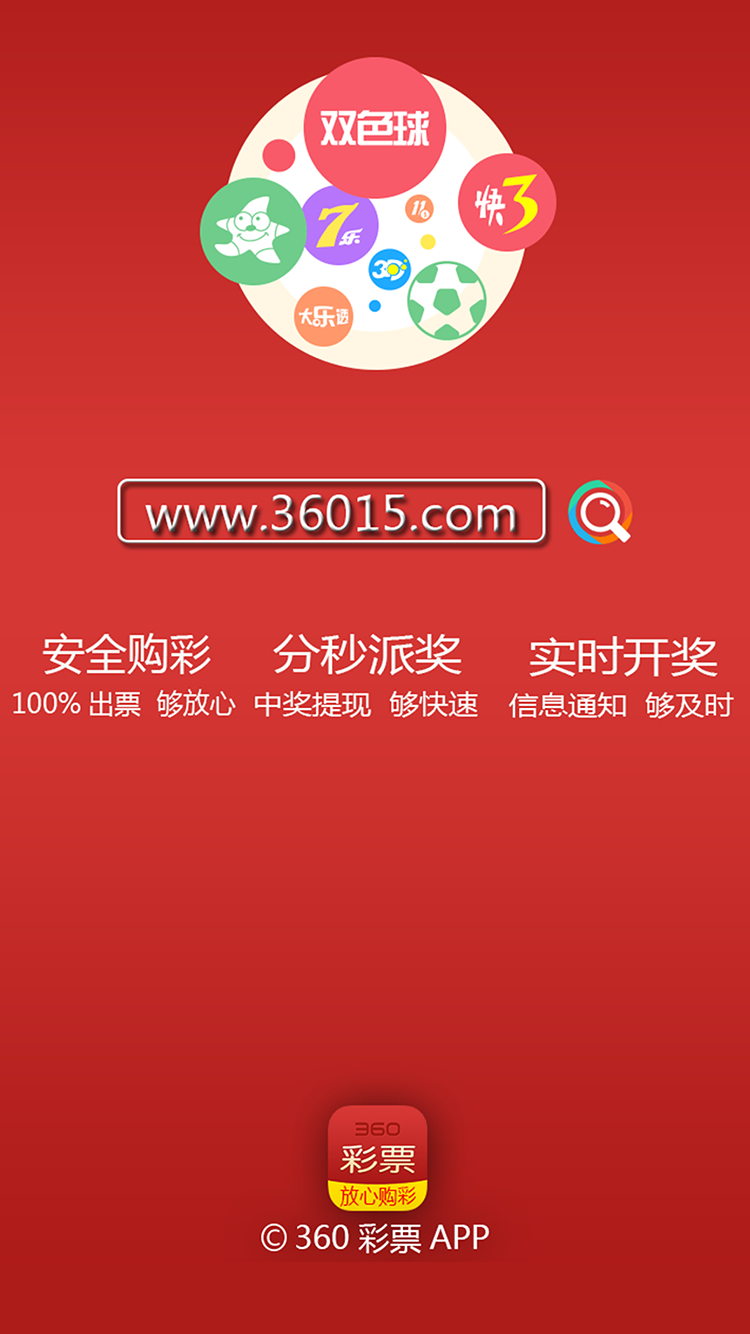 双色球
快3
7乐
11
3D
大乐透
www.36015.com
安全购彩 分秒派奖 实时开奖
100% 出票 够放心 中奖提现 够快速 信息通知 够及时
360
彩票
放心购彩
© 360 彩票 APP